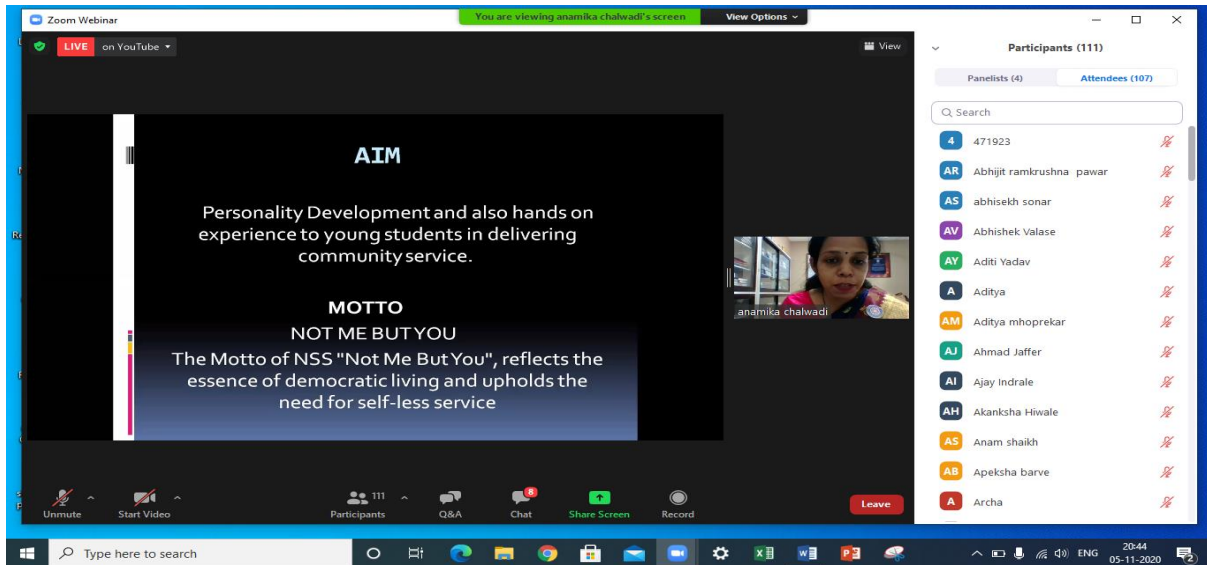 Zoom Webinar
You are viewing anamika chalwadi's screen
View Options
LIVE on YouTube
View
AIM
Personality Development and also hands on
experience to young students in delivering
community service.
MOTTO
NOT ME BUT YOU
The Motto of NSS "Not Me But You", reflects the
essence of democratic living and upholds the
need for self-less service
anamika chalwadi
Participants (111)
Panelists (4) Attendees (107)
Search
4 471923
AR Abhijit ramkrushna pawar
AS abhisekh sonar
AV Abhishek Valase
AY Aditi Yadav
A Aditya
AM Aditya mhoprekar
AJ Ahmad Jaffer
AI Ajay Indrale
AH Akanksha Hiwale
AS Anam shaikh
AB Apeksha barve
A Archa
Unmute
Start Video
111
Participants
Q&A
8
Chat
Share Screen
Record
Leave
Type here to search
ENG
20:44
05-11-2020
2